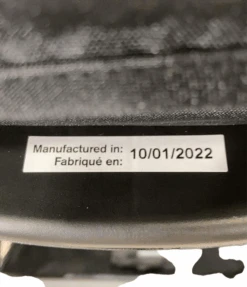 Manufactured in: 10/01/2022
Fabriqué en: